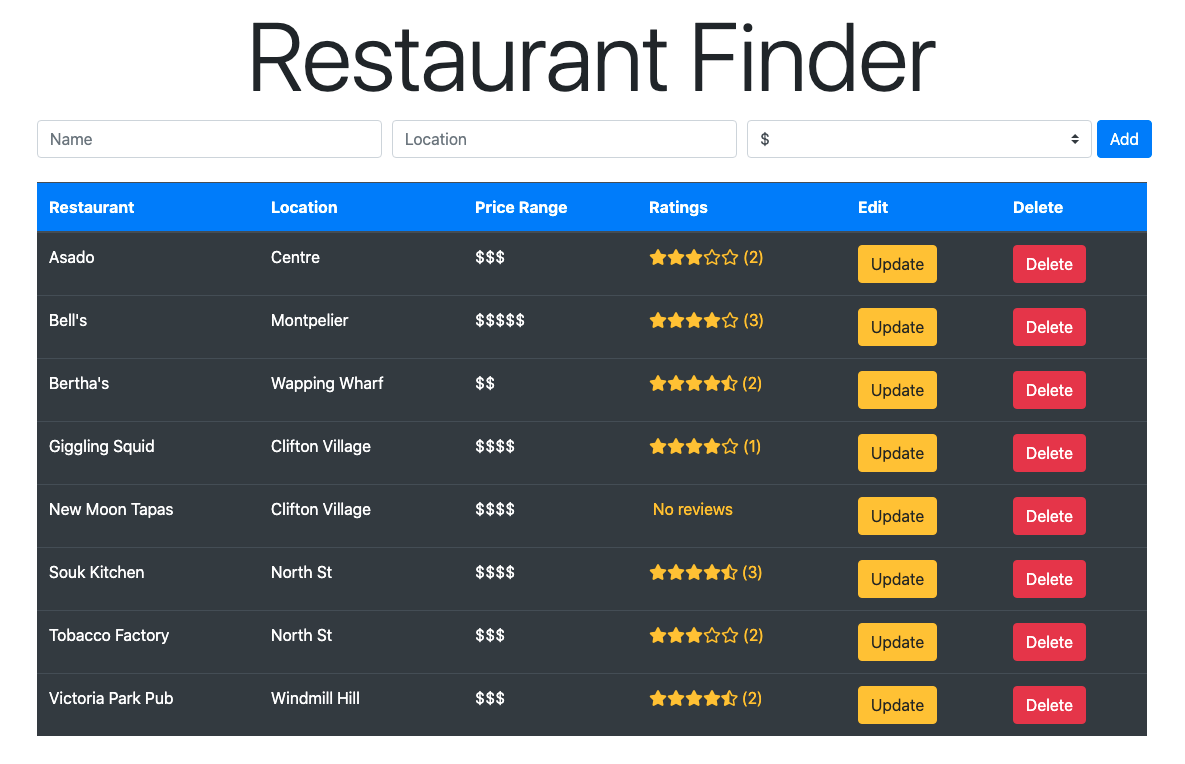 Restaurant Finder
Name Location $ Add
Restaurant Location Price Range Ratings Edit Delete
Asado Centre $$$ (2) Update Delete
Bell's Montpelier $$$$$ (3) Update Delete
Bertha's Wapping Wharf $$ (2) Update Delete
Giggling Squid Clifton Village $$$$ (1) Update Delete
New Moon Tapas Clifton Village $$$$ No reviews Update Delete
Souk Kitchen North St $$$$ (3) Update Delete
Tobacco Factory North St $$$ (2) Update Delete
Victoria Park Pub Windmill Hill $$$ (2) Update Delete